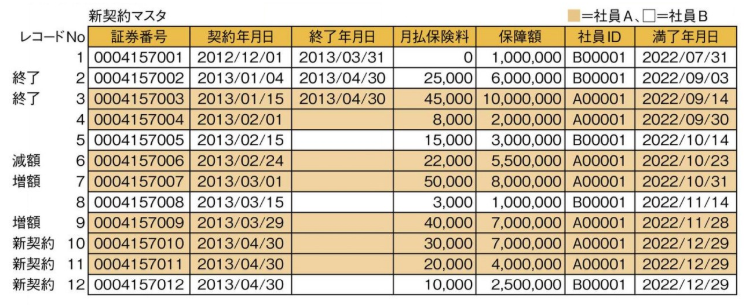 新契約マスタ ■=社員A、□=社員B
レコードNo 証券番号 契約年月日 終了年月日 月払保険料 保障額 社員ID 満了年月日
1 0004157001 2012/12/01 2013/03/31 0 1,000,000 B00001 2022/07/31
終了 2 0004157002 2013/01/04 2013/04/30 25,000 6,000,000 B00001 2022/09/03
終了 3 0004157003 2013/01/15 2013/04/30 45,000 10,000,000 A00001 2022/09/14
4 0004157004 2013/02/01 8,000 2,000,000 A00001 2022/09/30
5 0004157005 2013/02/15 15,000 3,000,000 B00001 2022/10/14
減額 6 0004157006 2013/02/24 22,000 5,500,000 A00001 2022/10/23
増額 7 0004157007 2013/03/01 50,000 8,000,000 A00001 2022/10/31
8 0004157008 2013/03/15 3,000 1,000,000 B00001 2022/11/14
増額 9 0004157009 2013/03/29 40,000 7,000,000 A00001 2022/11/28
新契約 10 0004157010 2013/04/30 30,000 7,000,000 A00001 2022/12/29
新契約 11 0004157011 2013/04/30 20,000 4,000,000 A00001 2022/12/29
新契約 12 0004157012 2013/04/30 10,000 2,500,000 B00001 2022/12/29